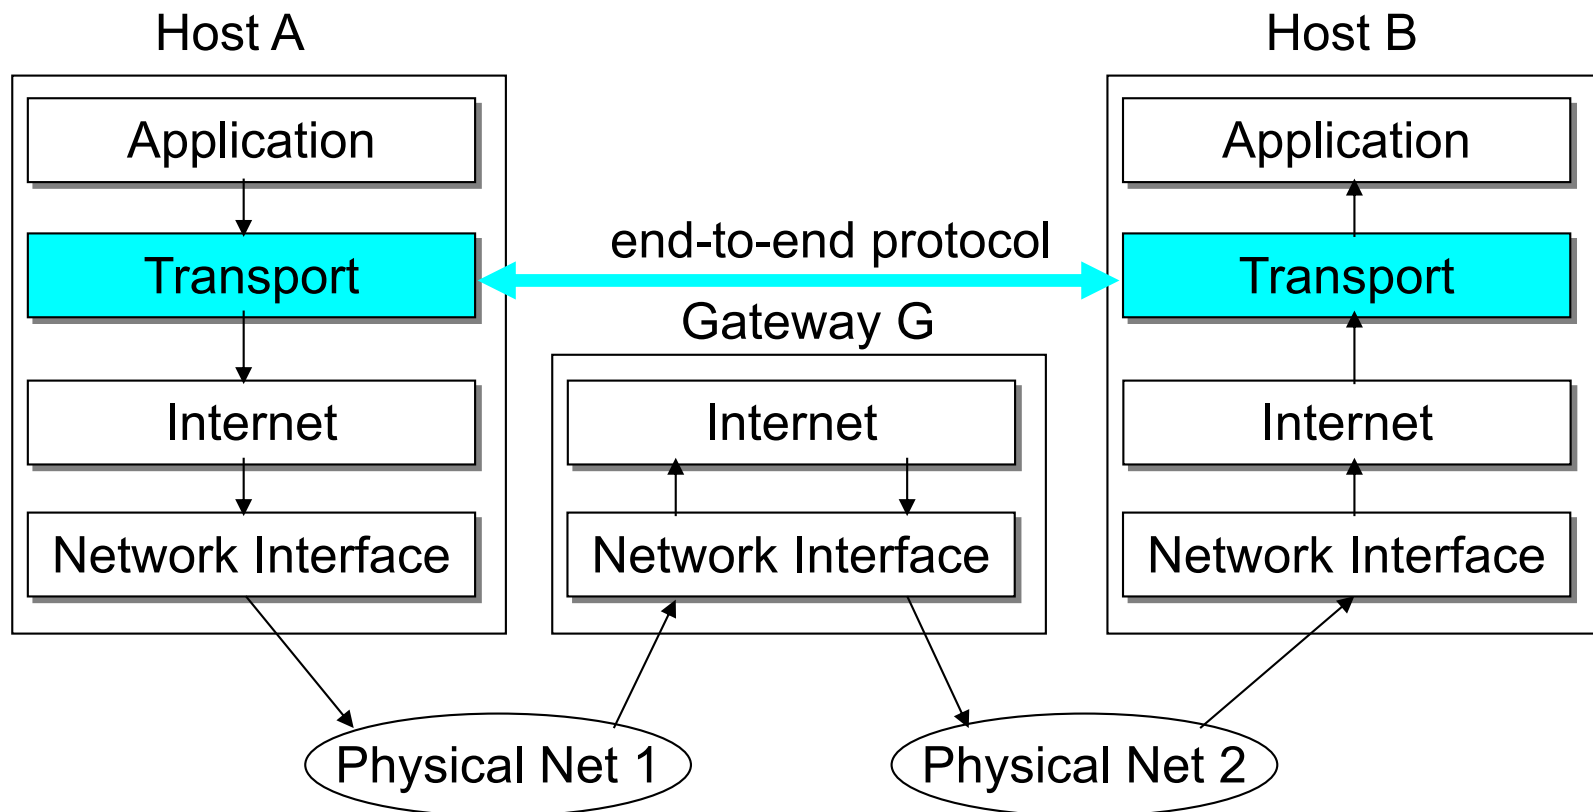 Host A
Application
Transport
Internet
Network Interface
end-to-end protocol
Gateway G
Internet
Network Interface
Host B
Application
Transport
Internet
Network Interface
Physical Net 1
Physical Net 2